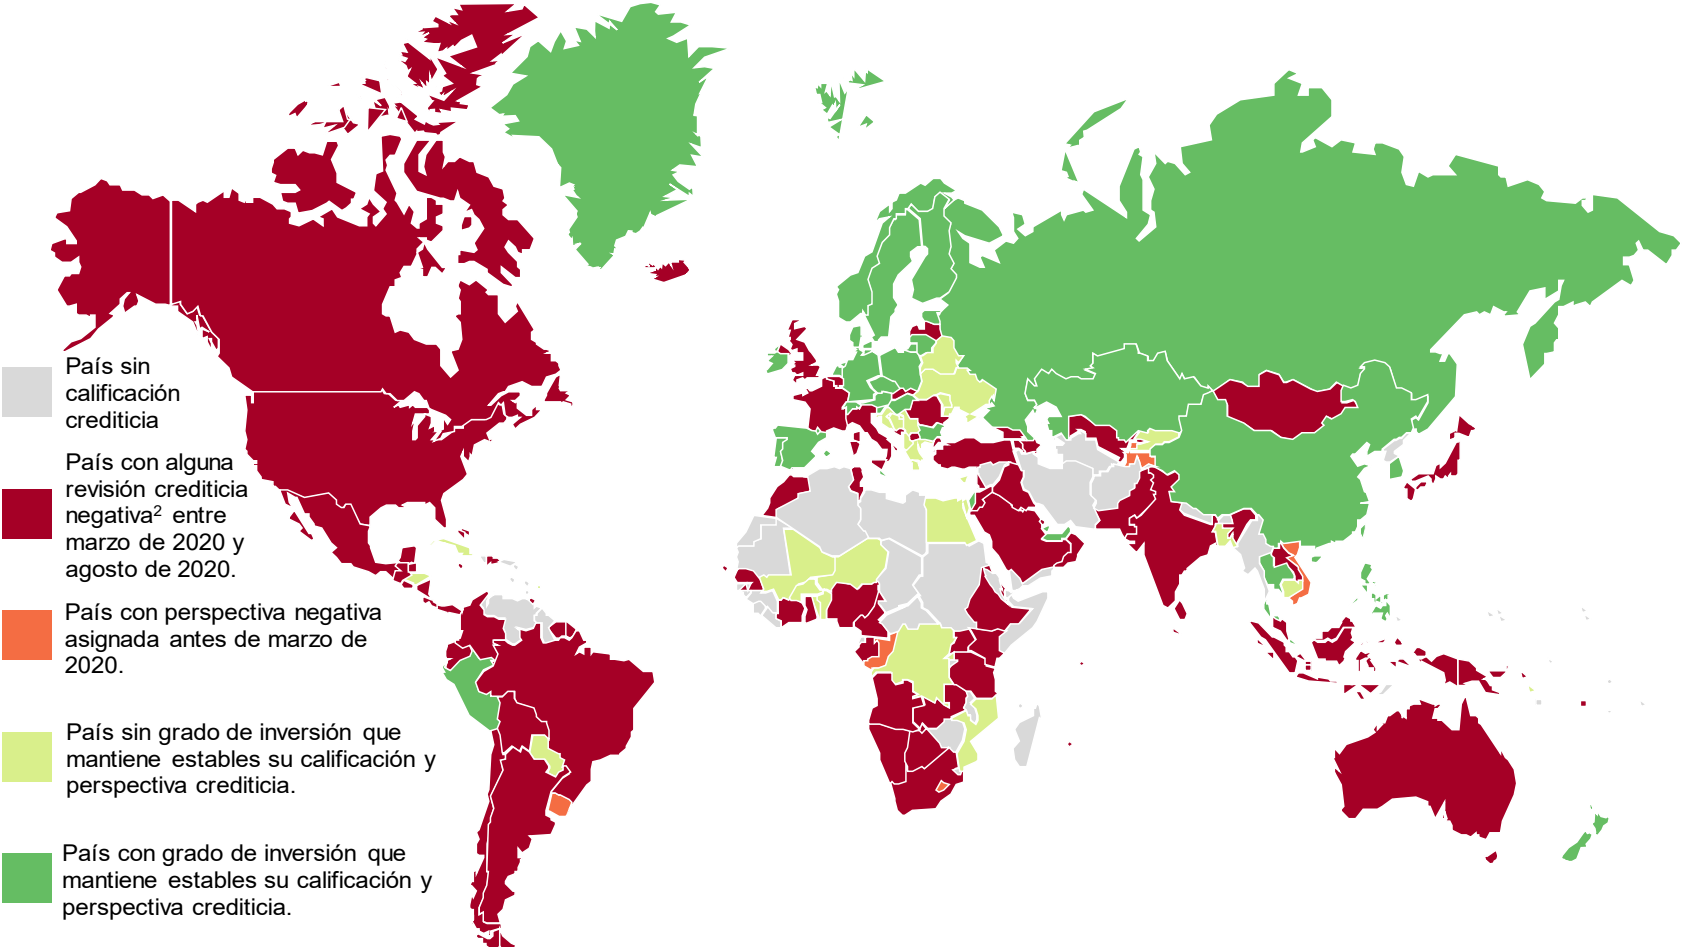 País sin
calificación
crediticia
País con alguna
revisión crediticia
negativa² entre
marzo de 2020 y
agosto de 2020.
País con perspectiva negativa
asignada antes de marzo de
2020.
País sin grado de inversión que
mantiene estables su calificación y
perspectiva crediticia.
País con grado de inversión que
mantiene estables su calificación y
perspectiva crediticia.